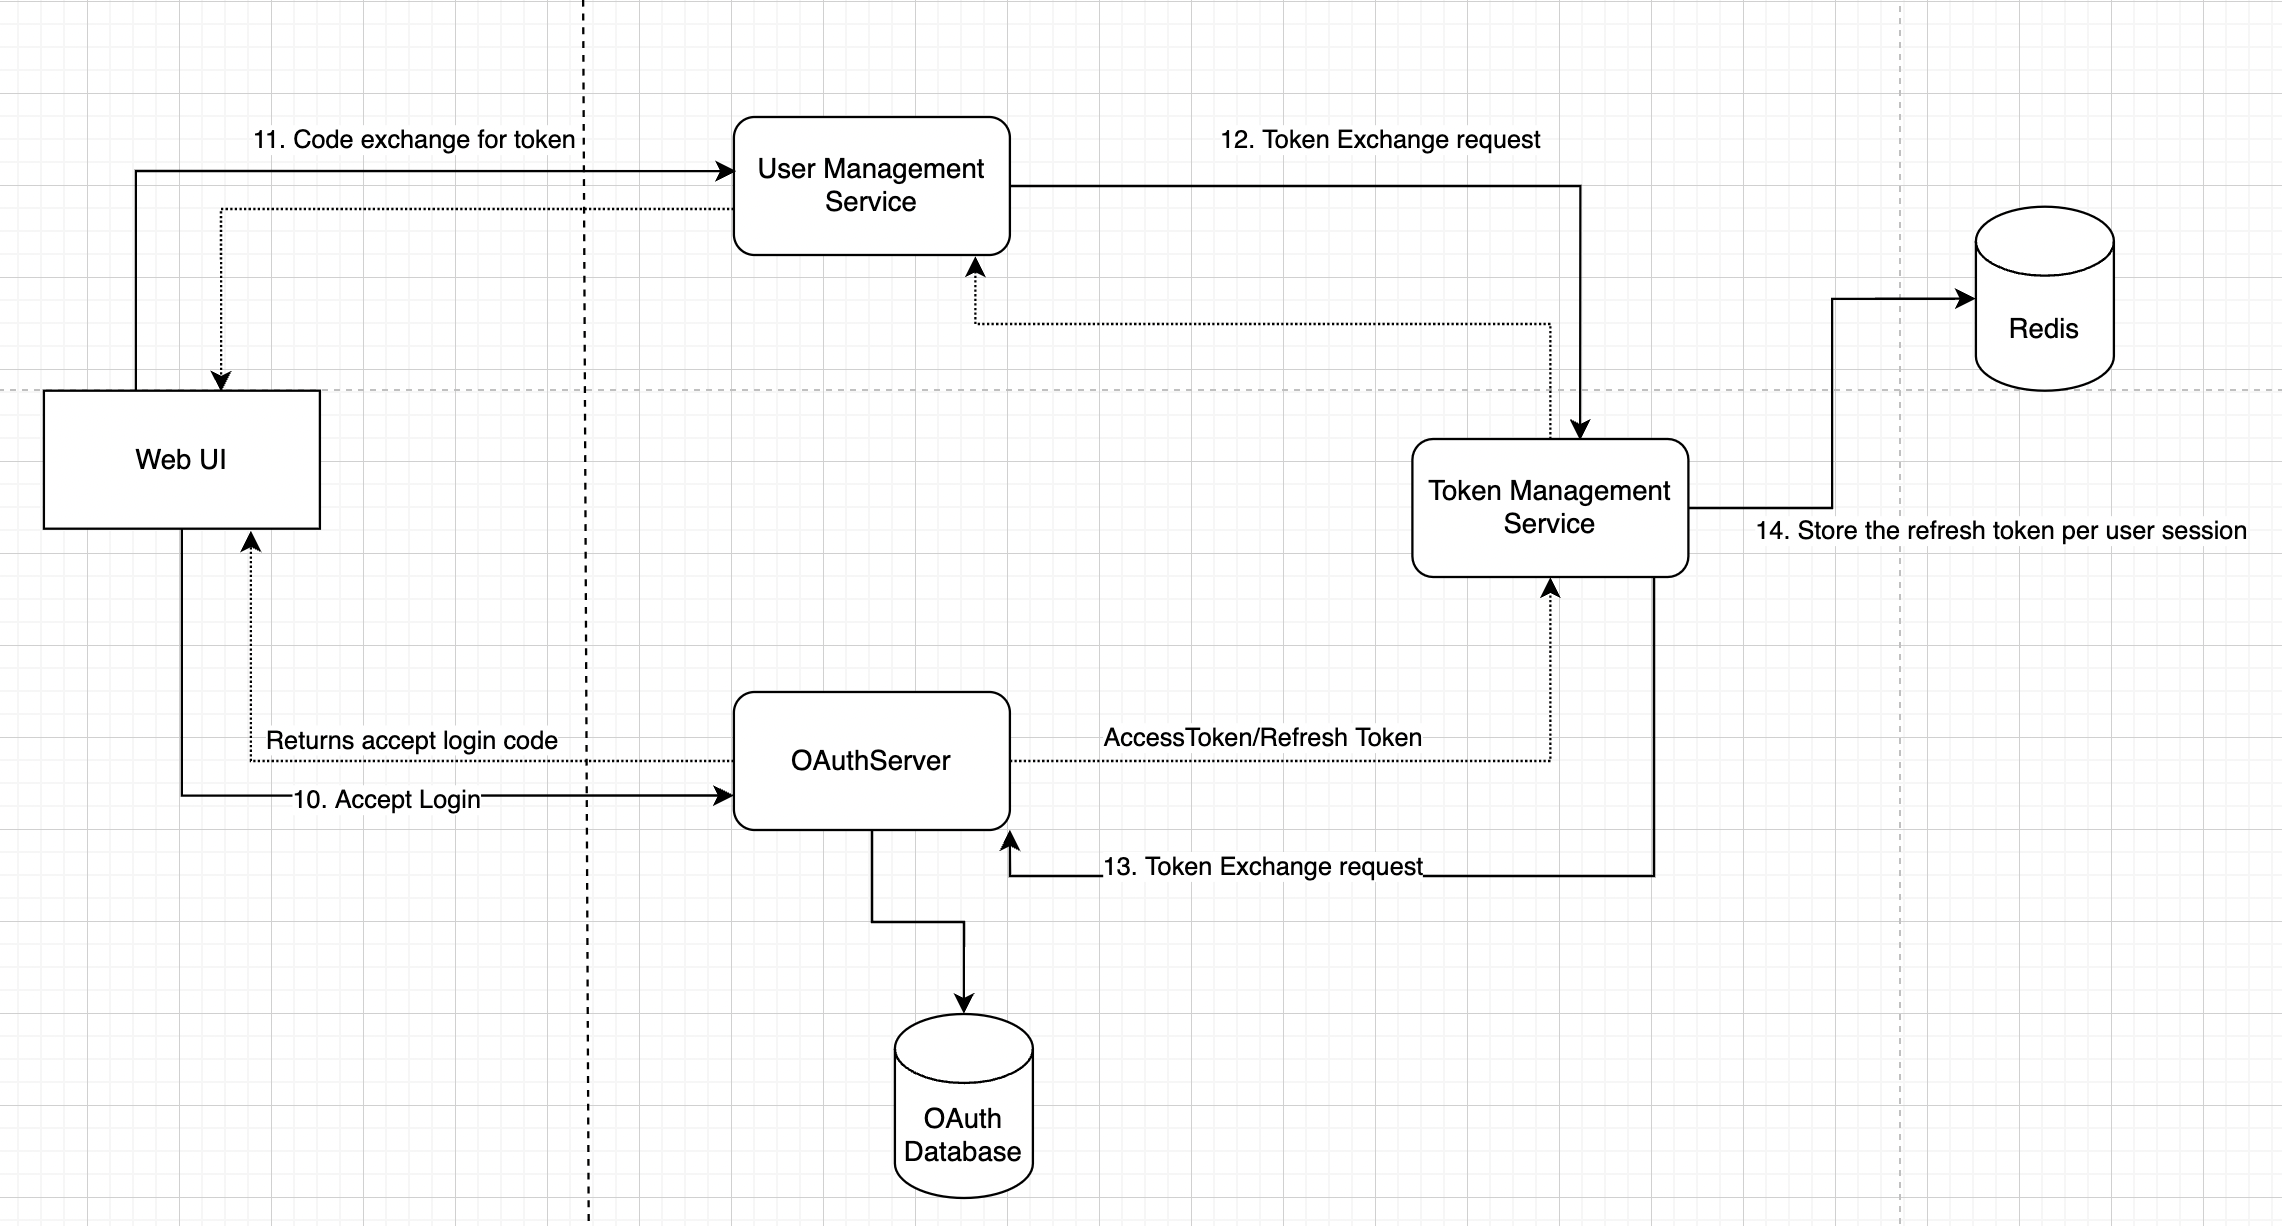 11. Code exchange for token
12. Token Exchange request
User Management
Service
Redis
Web UI
Token Management
Service
14. Store the refresh token per user session
Returns accept login code
AccessToken/Refresh Token
OAuthServer
10. Accept Login
13. Token Exchange request
OAuth
Database